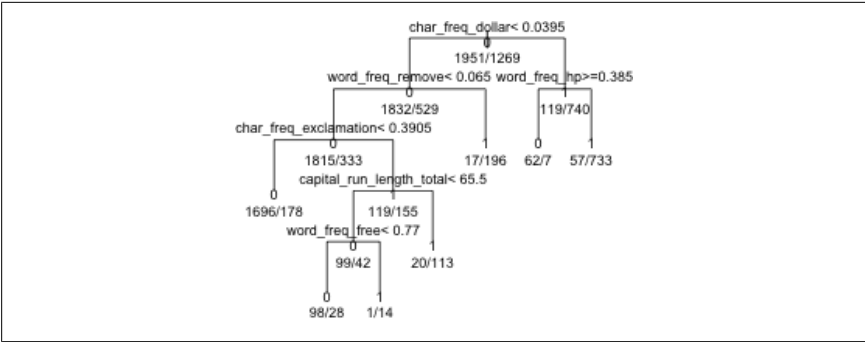 char_freq_dollar< 0.0395
0
1951/1269
word_freq_remove< 0.065 word_freq_hp>=0.385
0 1
1832/529 119/740
char_freq_exclamation< 0.3905
0 1 0 1
1815/333 17/196 62/7 57/733
capital_run_length_total< 65.5
0 1
1696/178 119/155
word_freq_free< 0.77
0 1
99/42 20/113
0 1
98/28 1/14